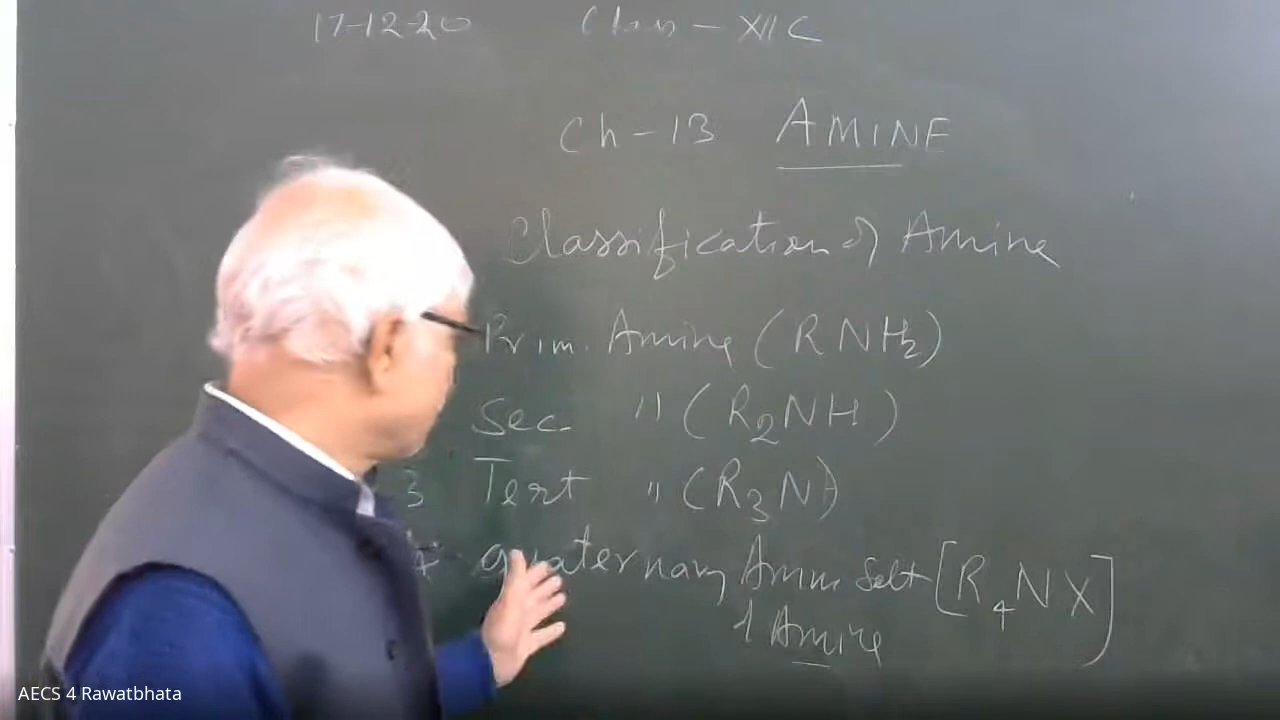 17-12-20 Class - XII C
Ch - 13 AMINE
Classification of Amine
Prim. Amine (RNH2)
Sec " (R2NH)
3 Tert " (R3N)
4 quaternary Amm Salt [R4NX]
of Amine
AECS 4 Rawatbhata